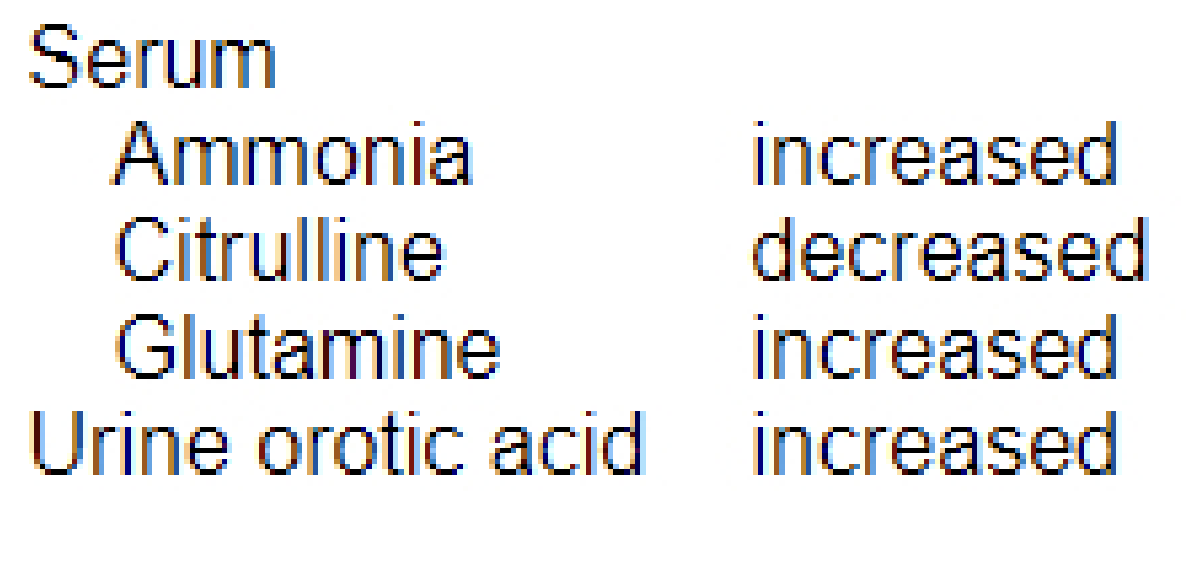 Serum
Ammonia increased
Citrulline decreased
Glutamine increased
Urine orotic acid increased